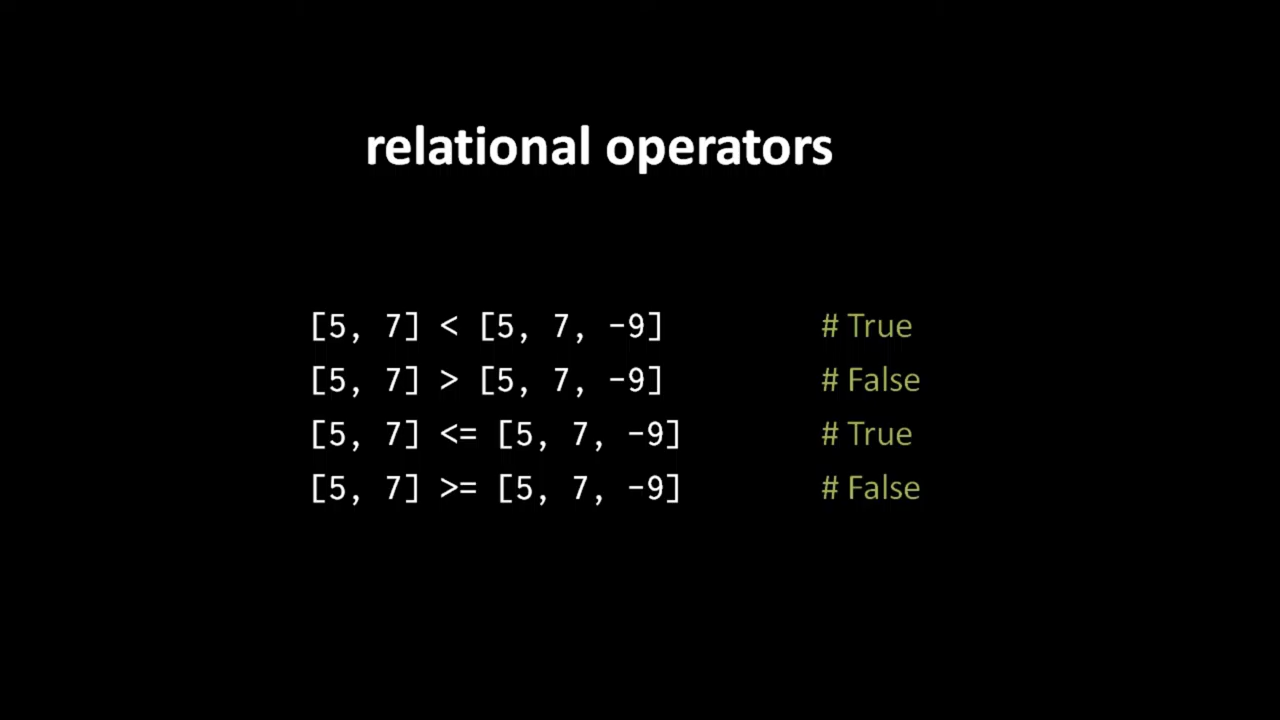 relational operators
[5, 7] < [5, 7, -9] # True
[5, 7] > [5, 7, -9] # False
[5, 7] <= [5, 7, -9] # True
[5, 7] >= [5, 7, -9] # False